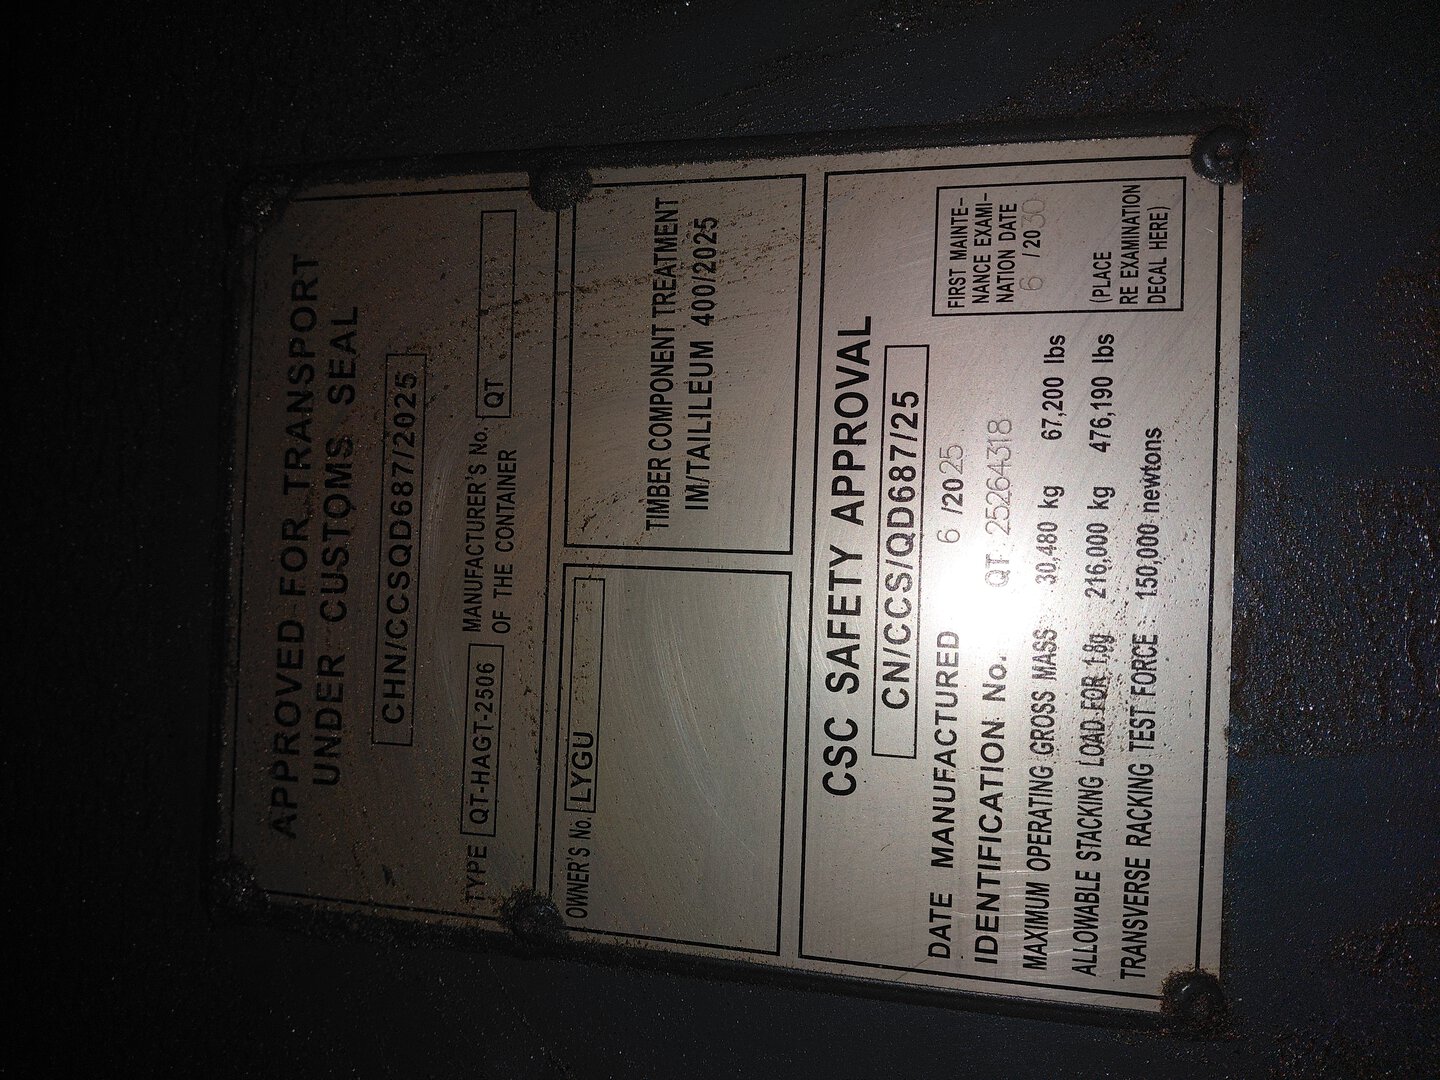 APPROVED FOR TRANSPORT
UNDER CUSTOMS SEAL
CHN/CCSQD687/2025
TYPE QT-HAGT-2506 MANUFACTURER'S No. QT
OF THE CONTAINER
OWNER'S No. LYGU
TIMBER COMPONENT TREATMENT
IM/TAILILEUM 400/2025
CSC SAFETY APPROVAL
CN/CCS/QD687/25
DATE MANUFACTURED 6 /2025
IDENTIFICATION No. QT 25264318
MAXIMUM OPERATING GROSS MASS 30,480 kg 67,200 lbs
ALLOWABLE STACKING LOAD FOR 1.8g 216,000 kg 476,190 lbs
TRANSVERSE RACKING TEST FORCE : 150,000 newtons
FIRST MAINTE-
NANCE EXAMI-
NATION DATE
6 / 2030
(PLACE
RE EXAMINATION
DECAL HERE)